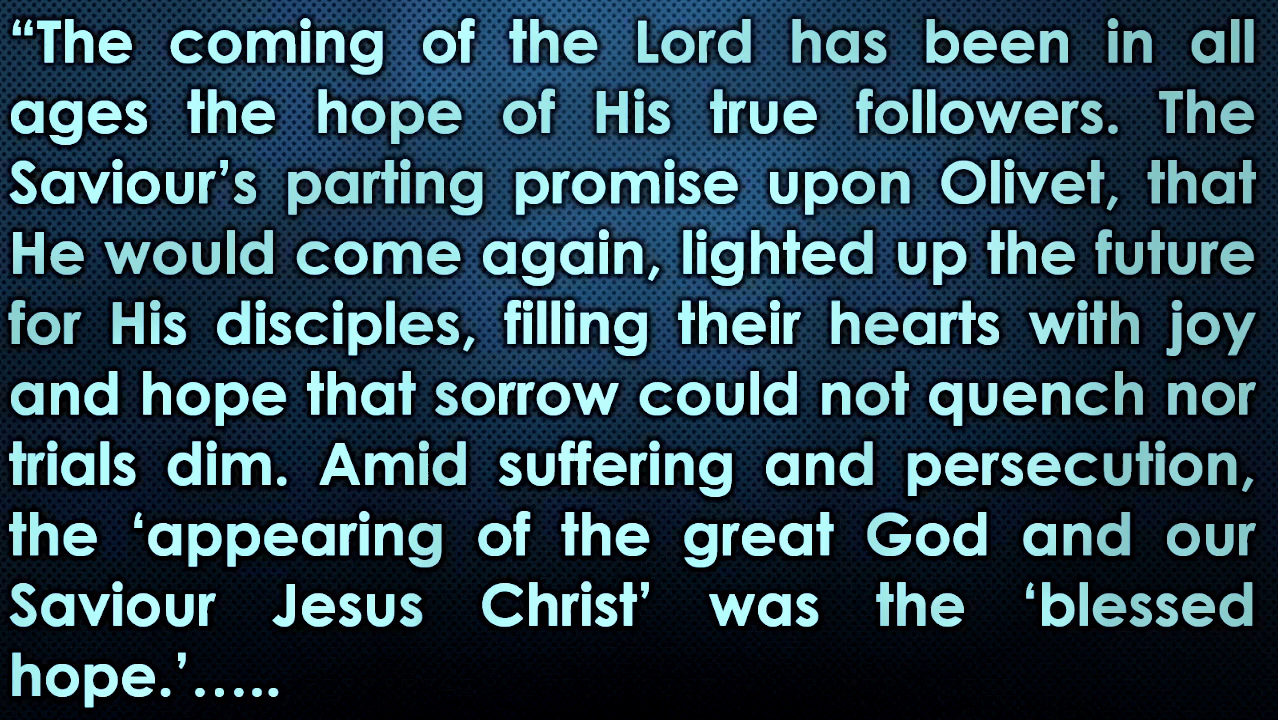 “The coming of the Lord has been in all
ages the hope of His true followers. The
Saviour’s parting promise upon Olivet, that
He would come again, lighted up the future
for His disciples, filling their hearts with joy
and hope that sorrow could not quench nor
trials dim. Amid suffering and persecution,
the ‘appearing of the great God and our
Saviour Jesus Christ’ was the ‘blessed
hope.’…..